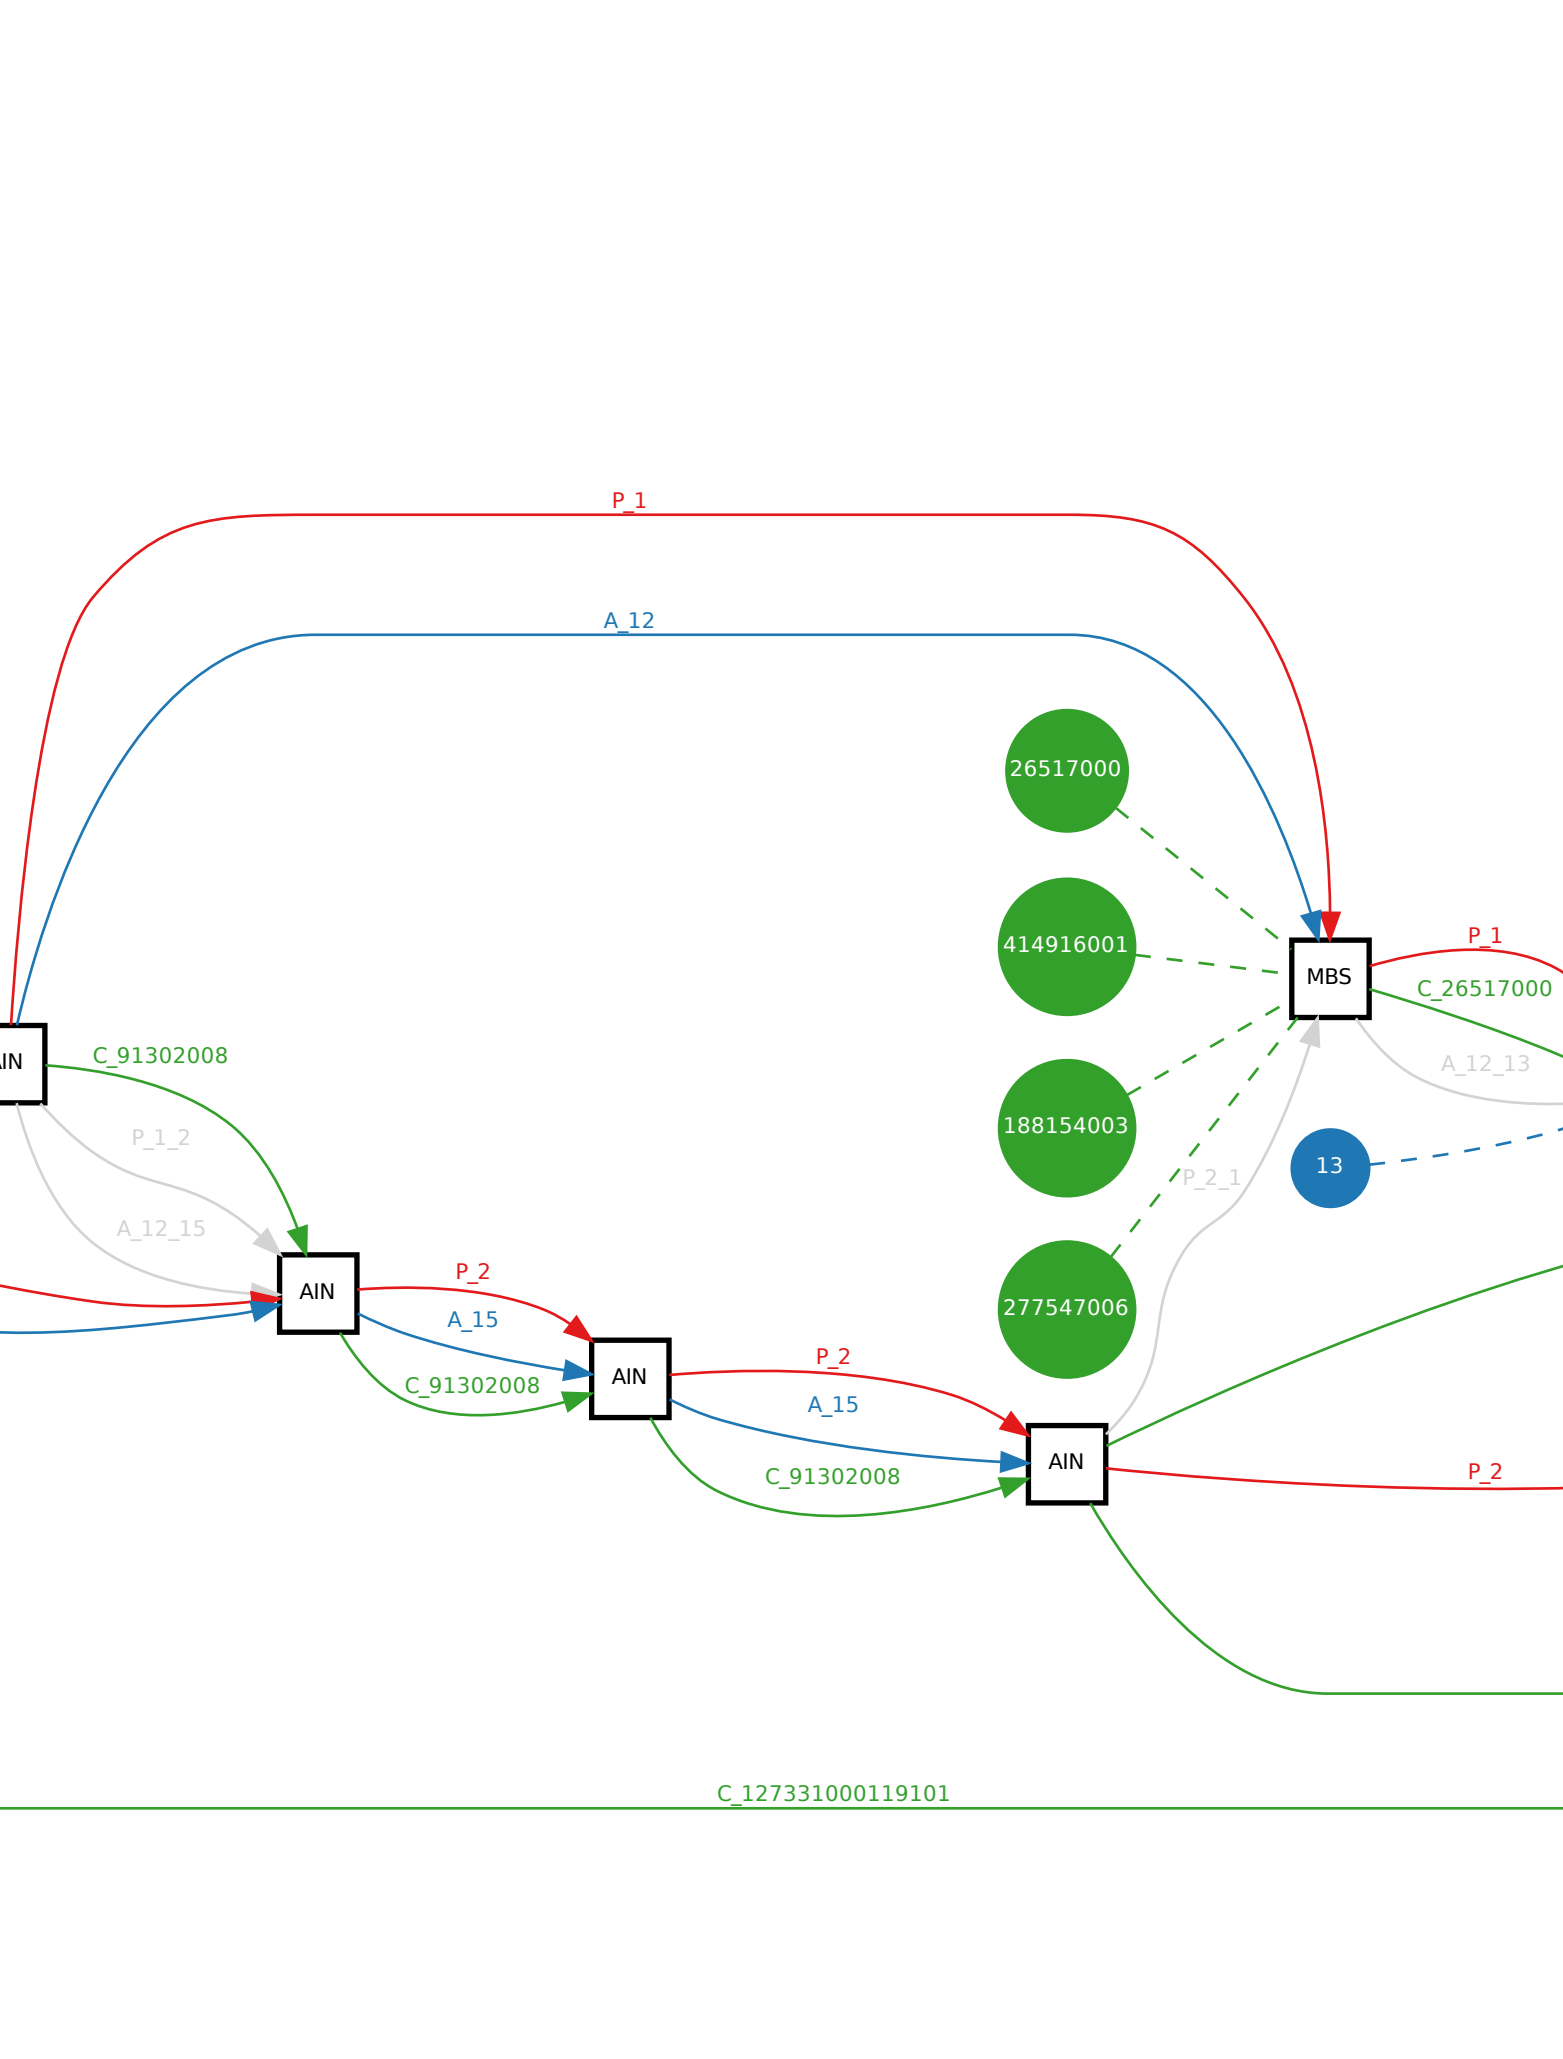 P_1
A_12
26517000
414916001
P_1
MBS
C_26517000
C_91302008
AIN
A_12_13
188154003
P_1_2
13
P_2_1
A_12_15
P_2
AIN
277547006
A_15
P_2
AIN
C_91302008
A_15
AIN
P_2
C_91302008
C_127331000119101